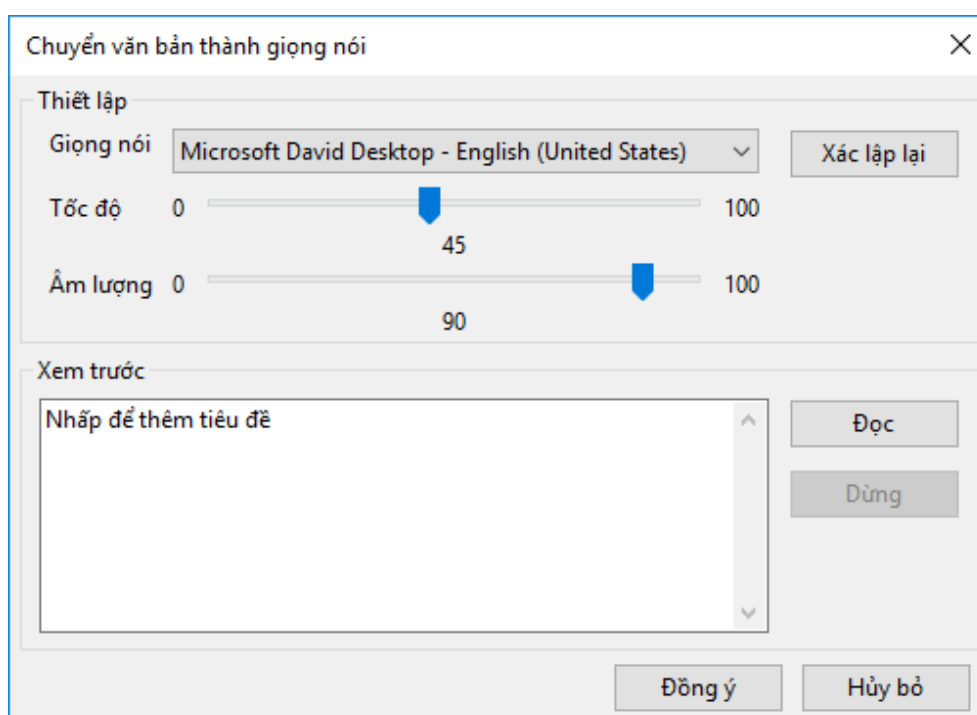 Chuyển văn bản thành giọng nói
Thiết lập
Giọng nói Microsoft David Desktop - English (United States) Xác lập lại
Tốc độ 0 100
45
Âm lượng 0 100
90
Xem trước
Nhấp để thêm tiêu đề
Đọc
Dừng
Đồng ý Hủy bỏ